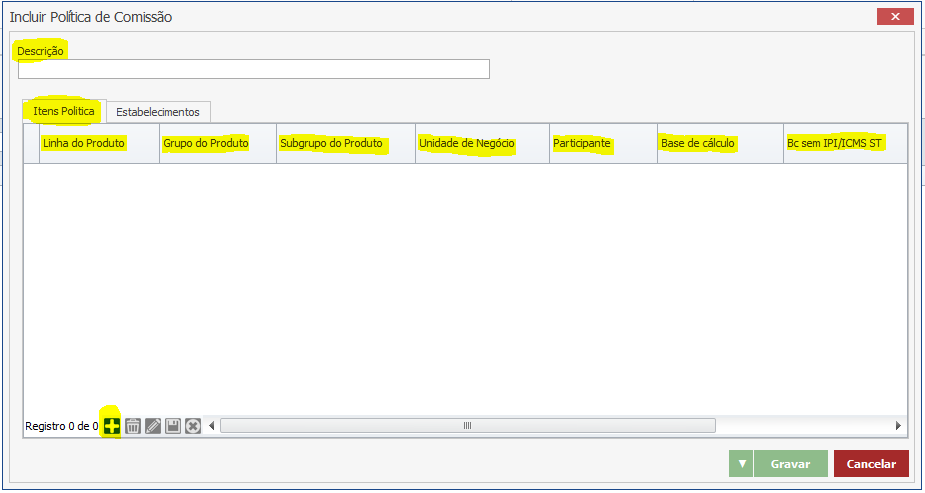 Incluir Política de Comissão
Descrição
Itens Politica Estabelecimentos
Linha do Produto Grupo do Produto Subgrupo do Produto Unidade de Negócio Participante Base de cálculo Bc sem IPI/ICMS ST
Registro 0 de 0
Gravar Cancelar